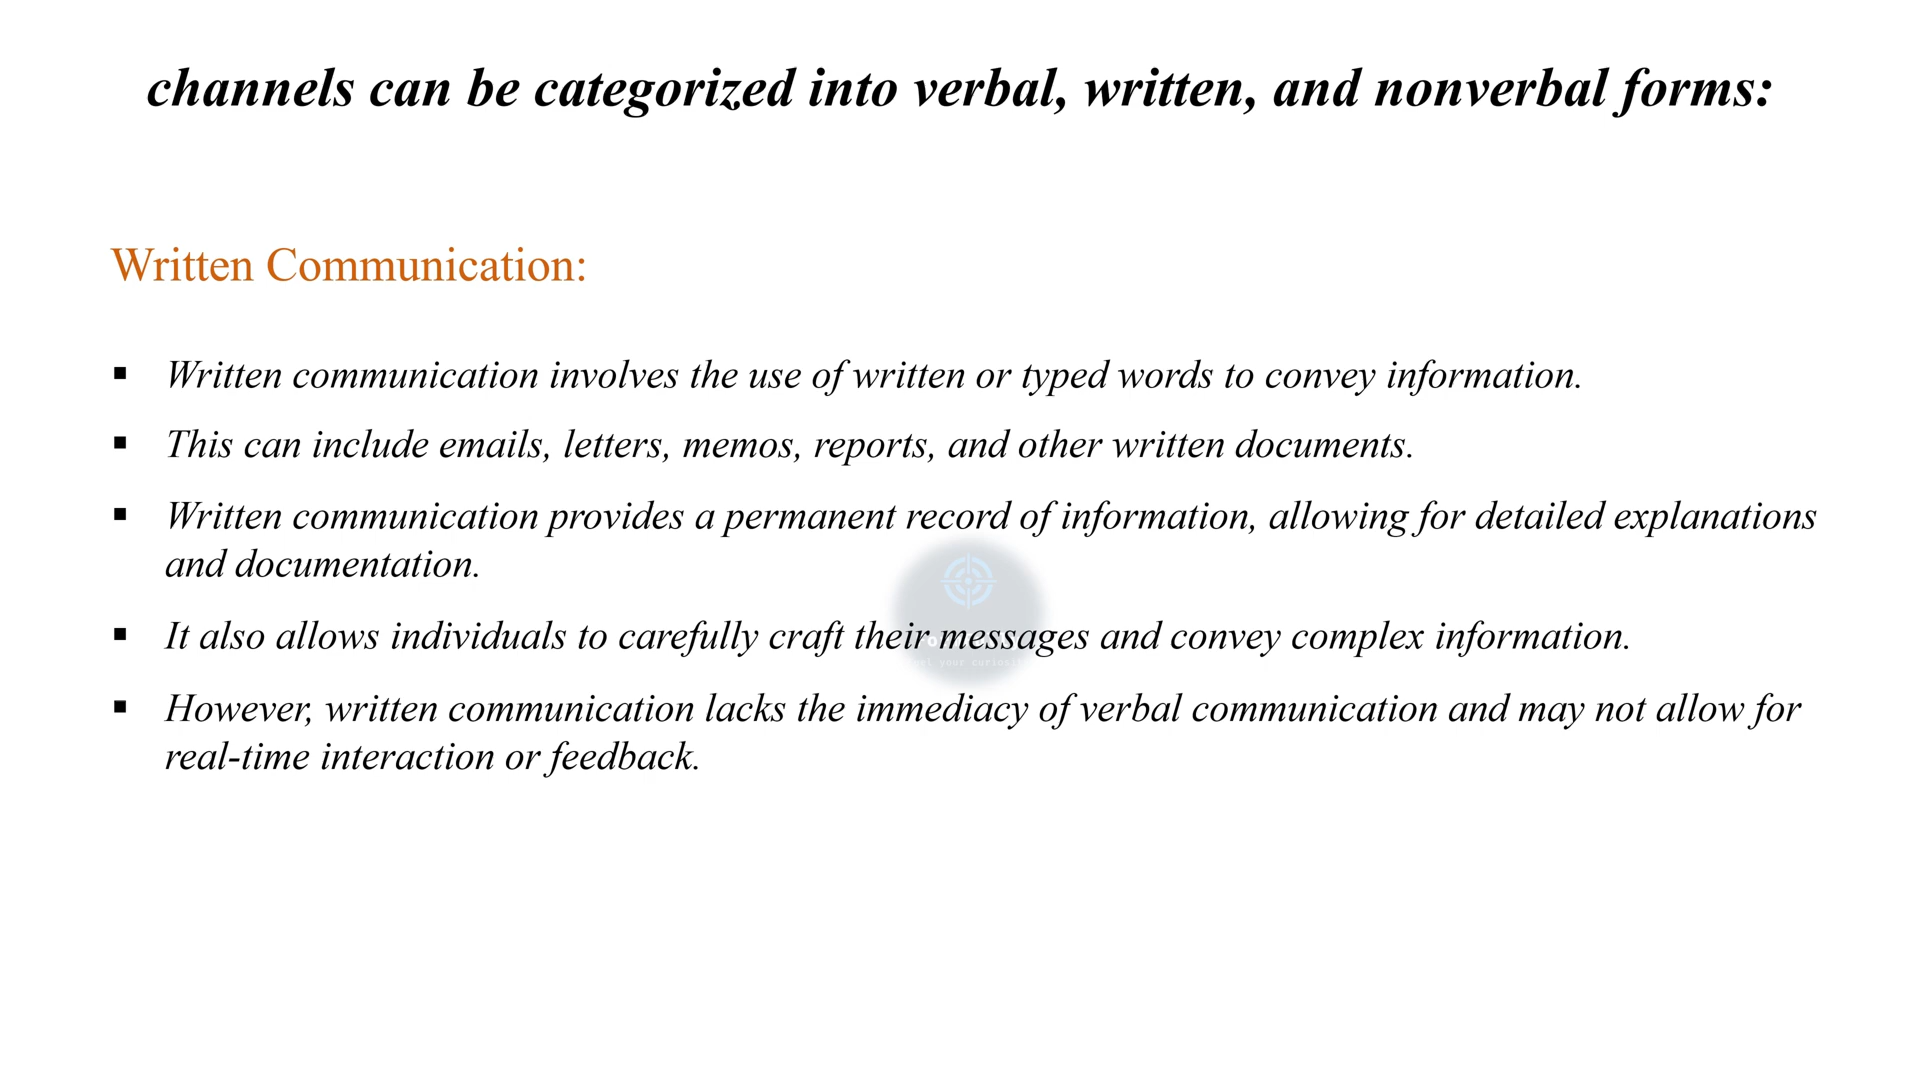 channels can be categorized into verbal, written, and nonverbal forms:
Written Communication:
▪ Written communication involves the use of written or typed words to convey information.
▪ This can include emails, letters, memos, reports, and other written documents.
▪ Written communication provides a permanent record of information, allowing for detailed explanations
and documentation.
▪ It also allows individuals to carefully craft their messages and convey complex information.
▪ However, written communication lacks the immediacy of verbal communication and may not allow for
real-time interaction or feedback.